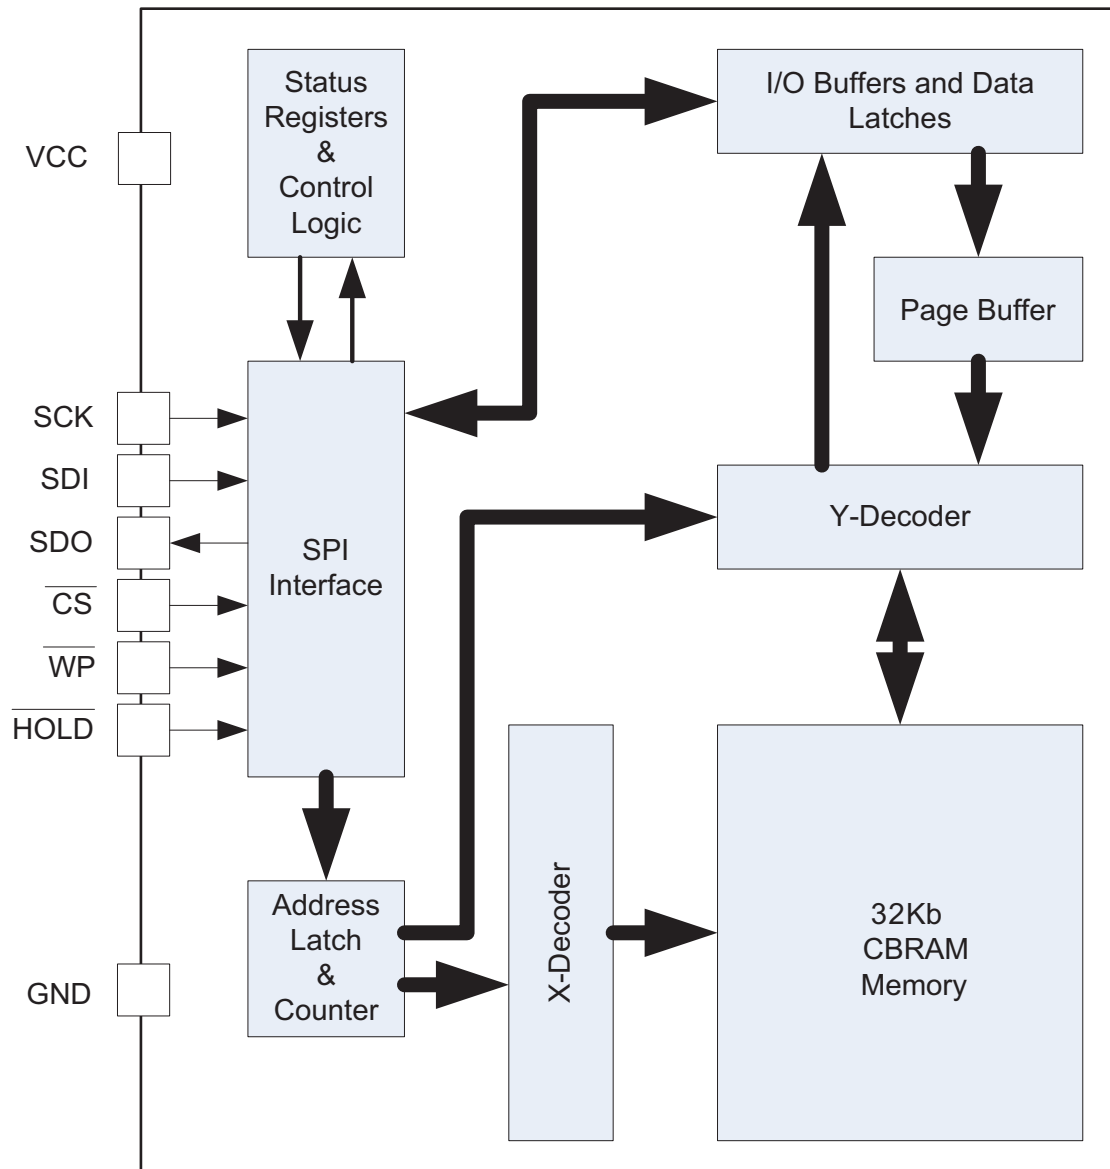 Status
Registers
&
Control
Logic
I/O Buffers and Data
Latches
VCC
Page Buffer
SCK
SDI
SDO
CS
WP
HOLD
SPI
Interface
Y-Decoder
Address
Latch
&
Counter
X-Decoder
32Kb
CBRAM
Memory
GND